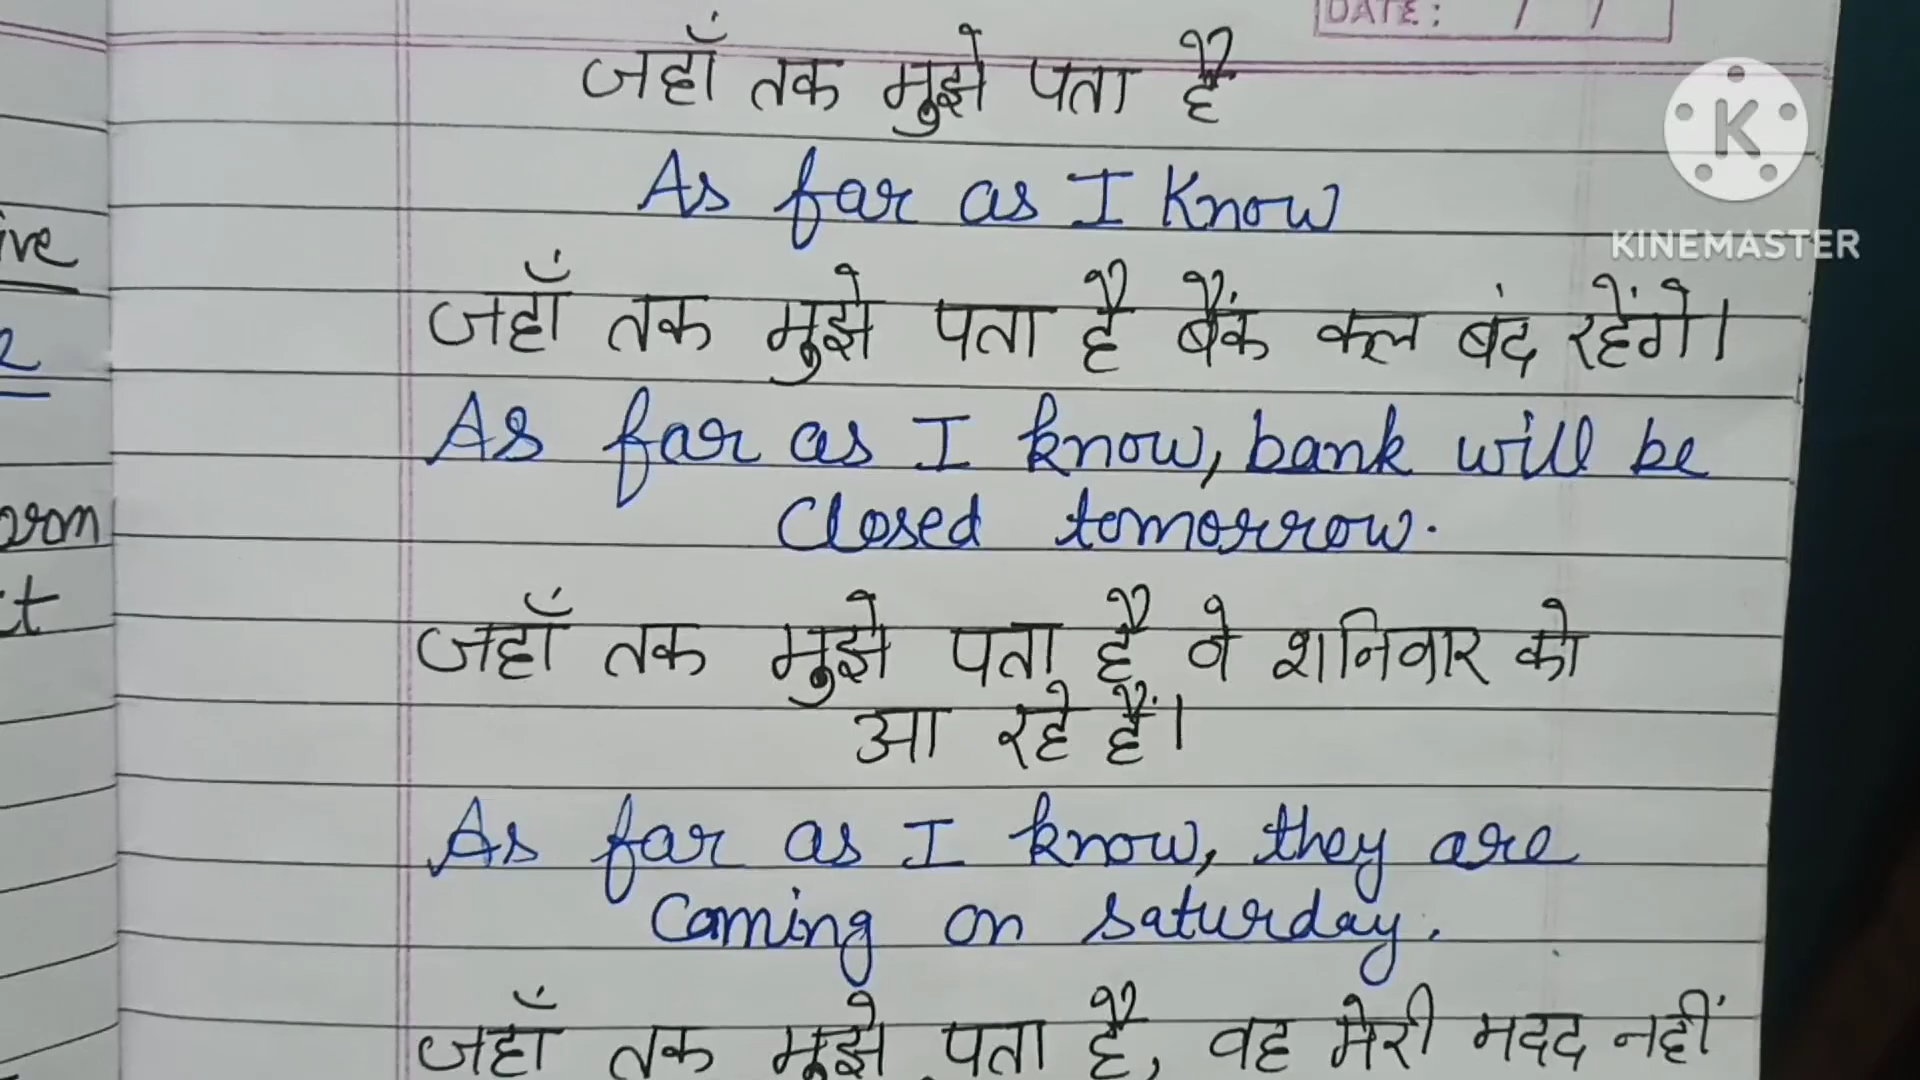 DATE: / /
जहाँ तक मुझे पता है
As far as I Know
KINEMASTER
जहाँ तक मुझे पता है बैंक कल बंद रहेंगे।
As far as I know, bank will be
Closed tomorrow.
जहाँ तक मुझे पता है वे शनिवार को
आ रहे हैं।
As far as I know, they are
Coming on saturday.
जहाँ तक मुझे पता है, वह मेरी मदद नहीं